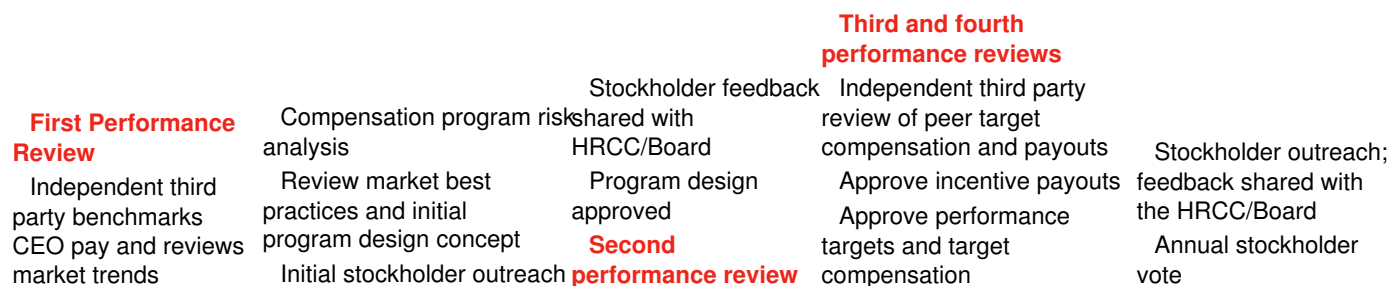 First Performance
Review
Independent third
party benchmarks
CEO pay and reviews
market trends
Compensation program risk
analysis
Review market best
practices and initial
program design concept
Initial stockholder outreach
Stockholder feedback
shared with
HRCC/Board
Program design
approved
Second
performance review
Third and fourth
performance reviews
Independent third party
review of peer target
compensation and payouts
Approve incentive payouts
Approve performance
targets and target
compensation
Stockholder outreach;
feedback shared with
the HRCC/Board
Annual stockholder
vote